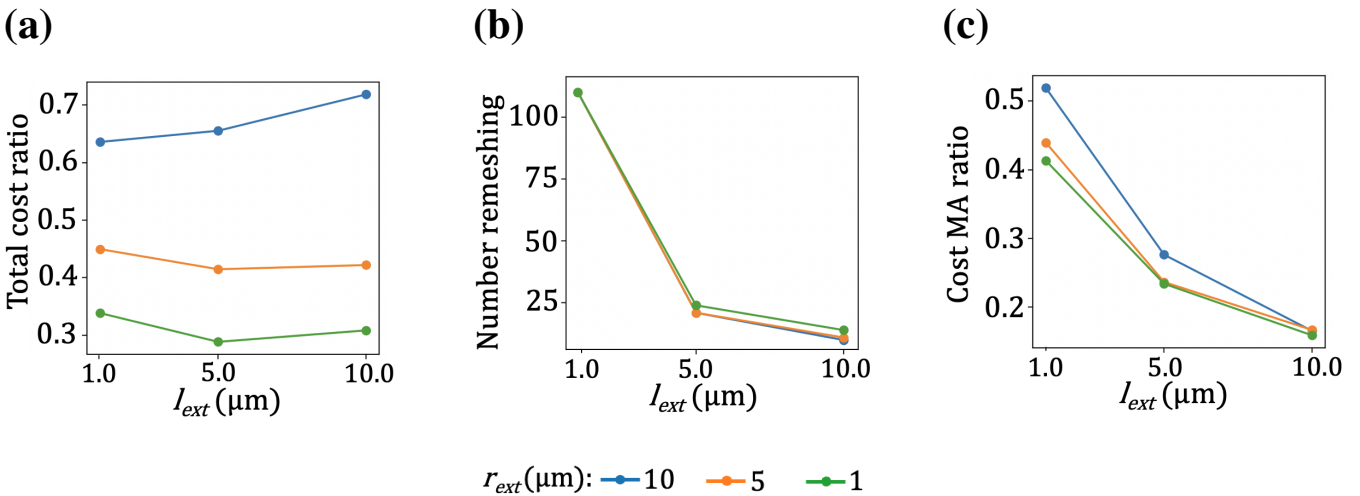 (a)
Total cost ratio
0.7
0.6
0.5
0.4
0.3
1.0
5.0
10.0
l_ext (μm)
(b)
Number remeshing
100
75
50
25
1.0
5.0
10.0
l_ext (μm)
(c)
Cost MA ratio
0.5
0.4
0.3
0.2
1.0
5.0
10.0
l_ext (μm)
r_ext (μm): 10 5 1